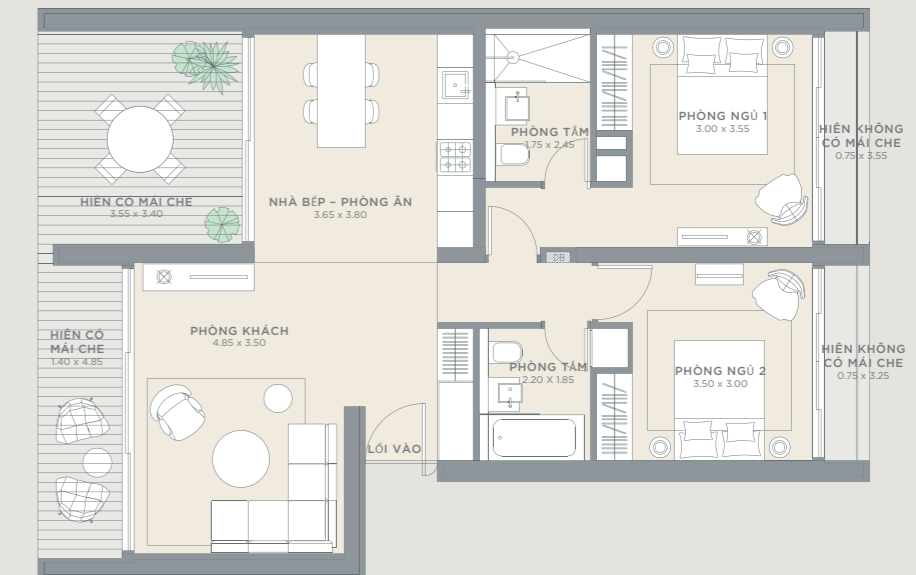 PHÒNG TẮM
1.75 x 2.45
PHÒNG NGỦ 1
3.00 x 3.55
HIÊN KHÔNG
CÓ MÁI CHE
0.75 x 3.55
HIÊN CÓ MÁI CHE
3.55 x 3.40
NHÀ BẾP – PHÒNG ĂN
3.65 x 3.80
DB
PHÒNG KHÁCH
4.85 x 3.50
HIÊN CÓ
MÁI CHE
1.40 x 4.85
PHÒNG TẮM
2.20 X 1.85
PHÒNG NGỦ 2
3.50 x 3.00
HIÊN KHÔNG
CÓ MÁI CHE
0.75 x 3.25
LỐI VÀO